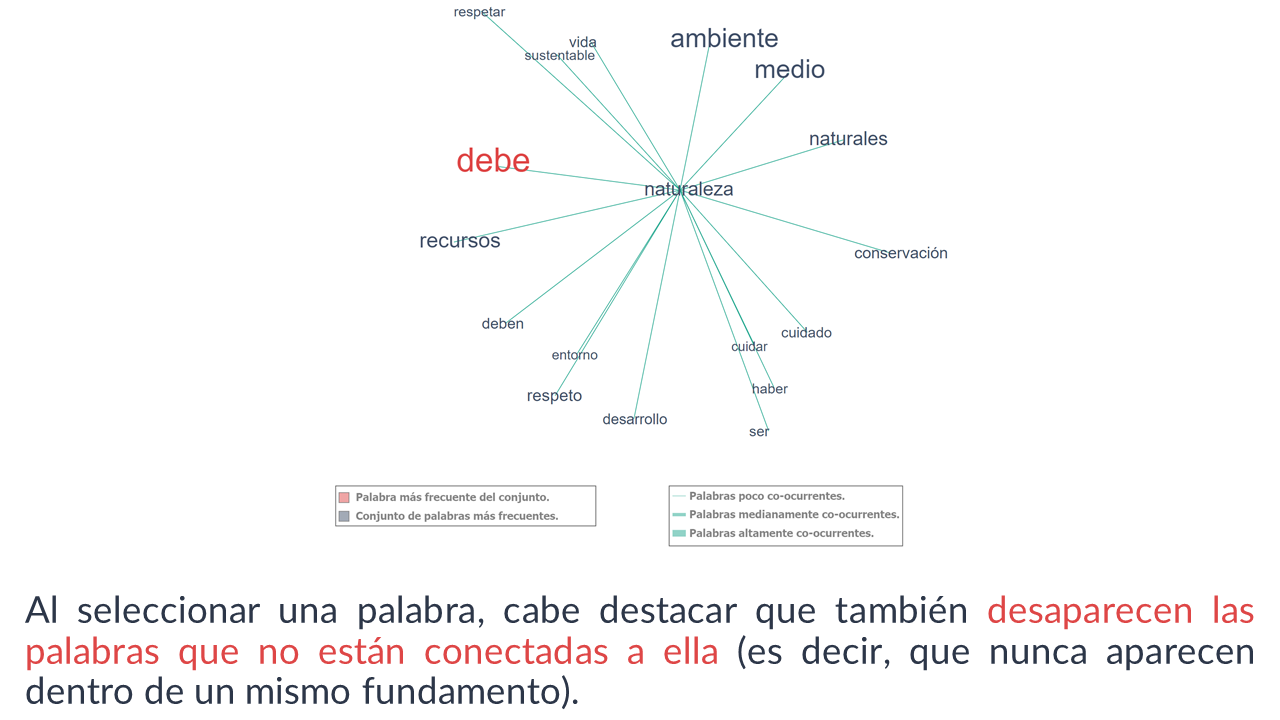 respetar
vida
sustentable
ambiente
medio
naturales
debe
naturaleza
recursos
conservación
deben
cuidado
cuidar
entorno
haber
respeto
desarrollo
ser
Palabra más frecuente del conjunto.
Conjunto de palabras más frecuentes.
Palabras poco co-ocurrentes.
Palabras medianamente co-ocurrentes.
Palabras altamente co-ocurrentes.
Al seleccionar una palabra, cabe destacar que también desaparecen las
palabras que no están conectadas a ella (es decir, que nunca aparecen
dentro de un mismo fundamento).